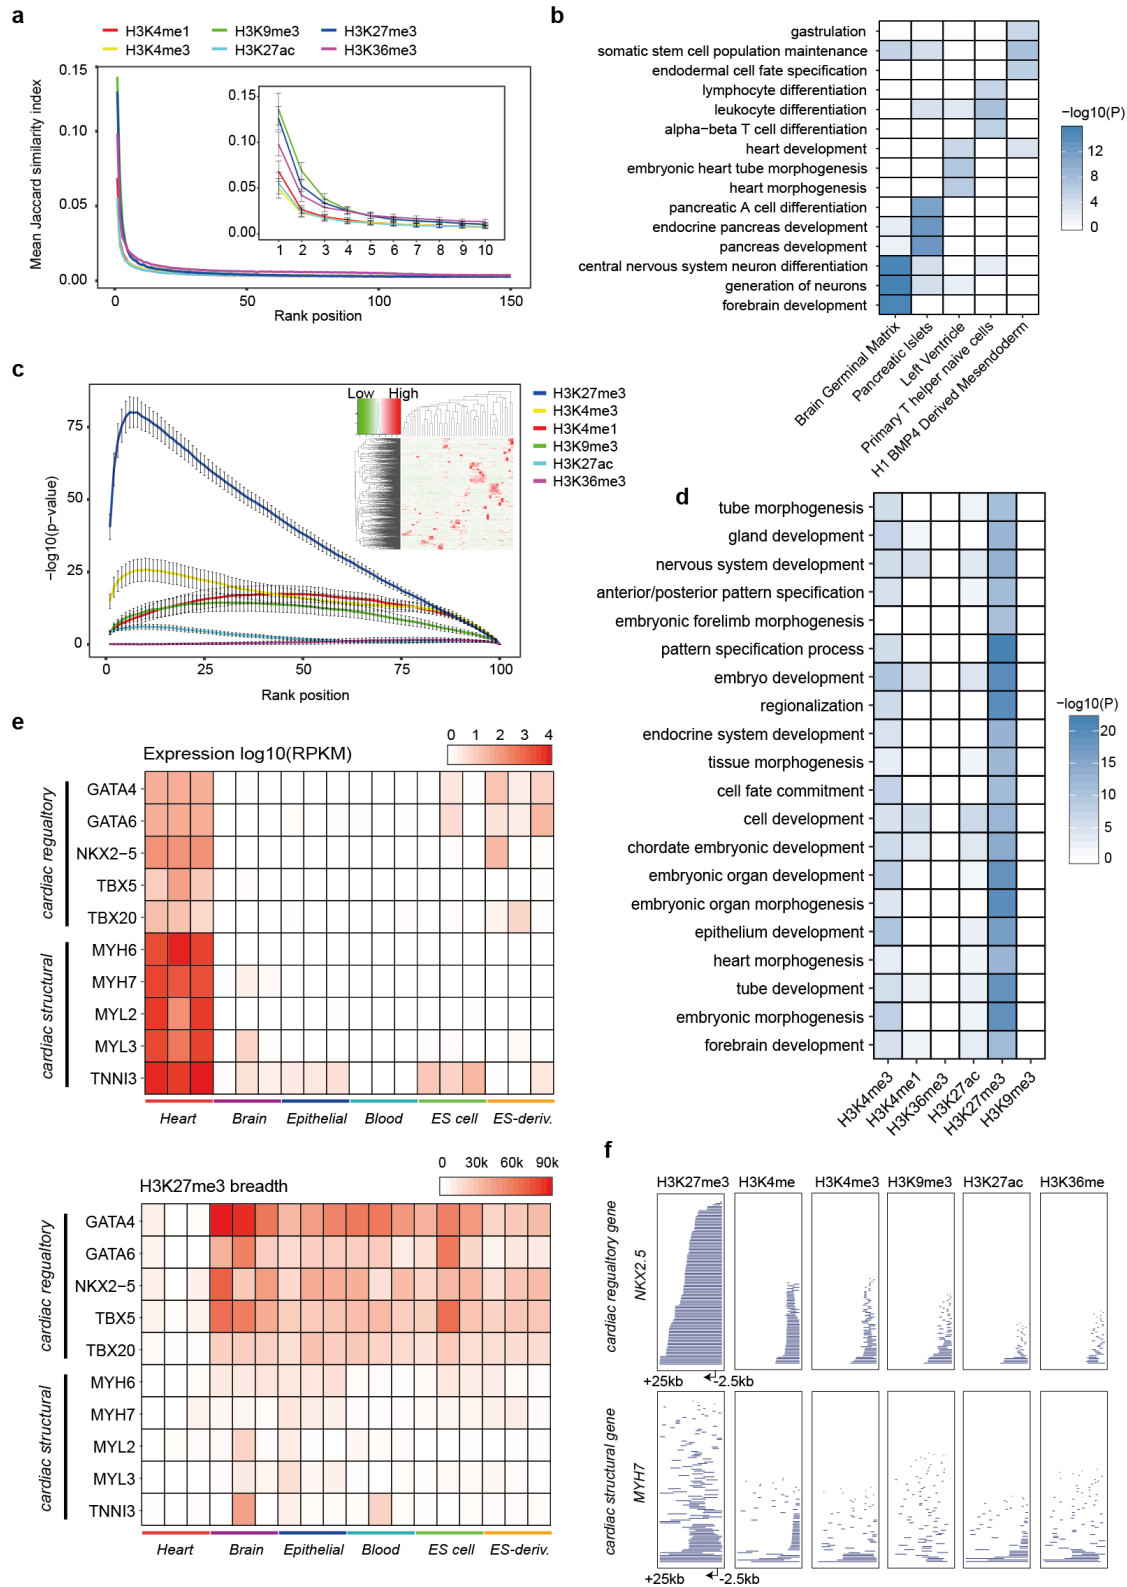 a
H3K4me1
H3K9me3
H3K27me3
H3K4me3
H3K27ac
H3K36me3
Mean Jaccard similarity index
0.15
0.10
0.05
0.00
0.15
0.10
0.05
0.00
1 2 3 4 5 6 7 8 9 10
0 50 100 150
Rank position
b
gastrulation
somatic stem cell population maintenance
endodermal cell fate specification
lymphocyte differentiation
leukocyte differentiation
alpha−beta T cell differentiation
heart development
embryonic heart tube morphogenesis
heart morphogenesis
pancreatic A cell differentiation
endocrine pancreas development
pancreas development
central nervous system neuron differentiation
generation of neurons
forebrain development
Brain Germinal Matrix
Pancreatic Islets
Left Ventricle
Primary T helper naive cells
H1 BMP4 Derived Mesendoderm
−log10(P)
12
8
4
0
c
−log10(p−value)
75
50
25
0
0 25 50 75 100
Rank position
Low High
H3K27me3
H3K4me3
H3K4me1
H3K9me3
H3K27ac
H3K36me3
d
tube morphogenesis
gland development
nervous system development
anterior/posterior pattern specification
embryonic forelimb morphogenesis
pattern specification process
embryo development
regionalization
endocrine system development
tissue morphogenesis
cell fate commitment
cell development
chordate embryonic development
embryonic organ development
embryonic organ morphogenesis
epithelium development
heart morphogenesis
tube development
embryonic morphogenesis
forebrain development
H3K4me3
H3K4me1
H3K36me3
H3K27ac
H3K27me3
H3K9me3
−log10(P)
20
15
10
5
0
e
Expression log10(RPKM)
0 1 2 3 4
cardiac regualtory
GATA4
GATA6
NKX2−5
TBX5
TBX20
cardiac structural
MYH6
MYH7
MYL2
MYL3
TNNI3
Heart Brain Epithelial Blood ES cell ES-deriv.
H3K27me3 breadth
0 30k 60k 90k
cardiac regualtory
GATA4
GATA6
NKX2−5
TBX5
TBX20
cardiac structural
MYH6
MYH7
MYL2
MYL3
TNNI3
Heart Brain Epithelial Blood ES cell ES-deriv.
f
H3K27me3 H3K4me H3K4me3 H3K9me3 H3K27ac H3K36me
cardiac regualtory gene
NKX2.5
+25kb -2.5kb
cardiac structural gene
MYH7
+25kb -2.5kb